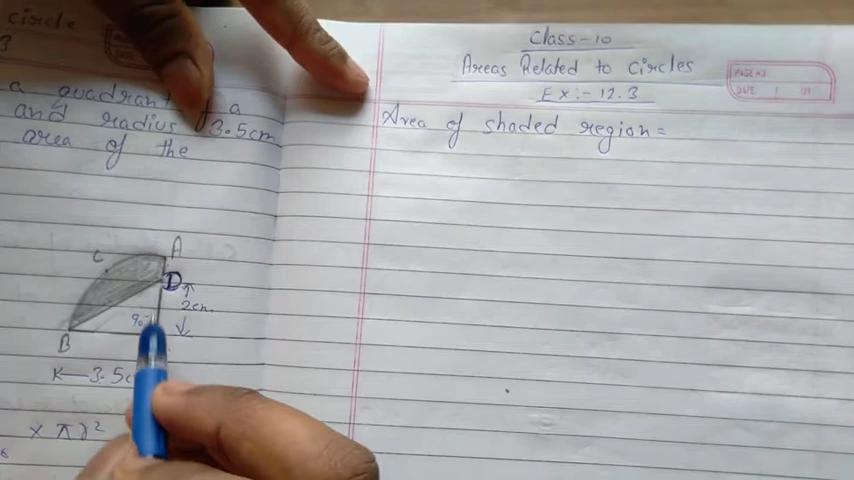 circle
3
a quadrant of a
and radius 3.5cm
area of the
C
A
D
2cm.
90°
B
K—3.5c
x πr²
Class-10
Areas Related to Circles
Ex:- 12.3
PAGE NO
DATE
Area of shaded region =